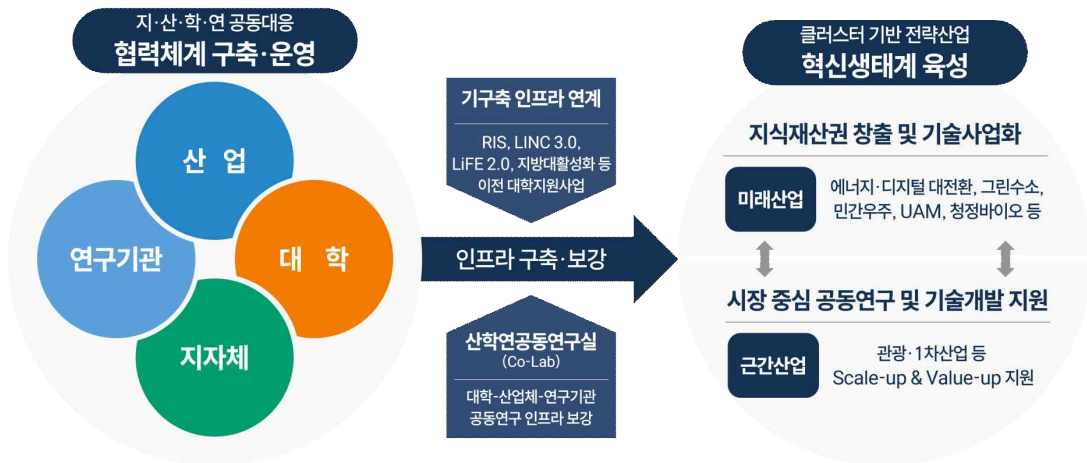 지·산·학·연 공동대응
협력체계 구축·운영
산 업
연구기관
대 학
지자체
기구축 인프라 연계
RIS, LINC 3.0,
LiFE 2.0, 지방대활성화 등
이전 대학지원사업
인프라 구축·보강
산학연공동연구실
(Co-Lab)
대학-산업체-연구기관
공동연구 인프라 보강
클러스터 기반 전략산업
혁신생태계 육성
지식재산권 창출 및 기술사업화
미래산업
에너지·디지털 대전환, 그린수소,
민간우주, UAM, 청정바이오 등
시장 중심 공동연구 및 기술개발 지원
근간산업
관광·1차산업 등
Scale-up & Value-up 지원